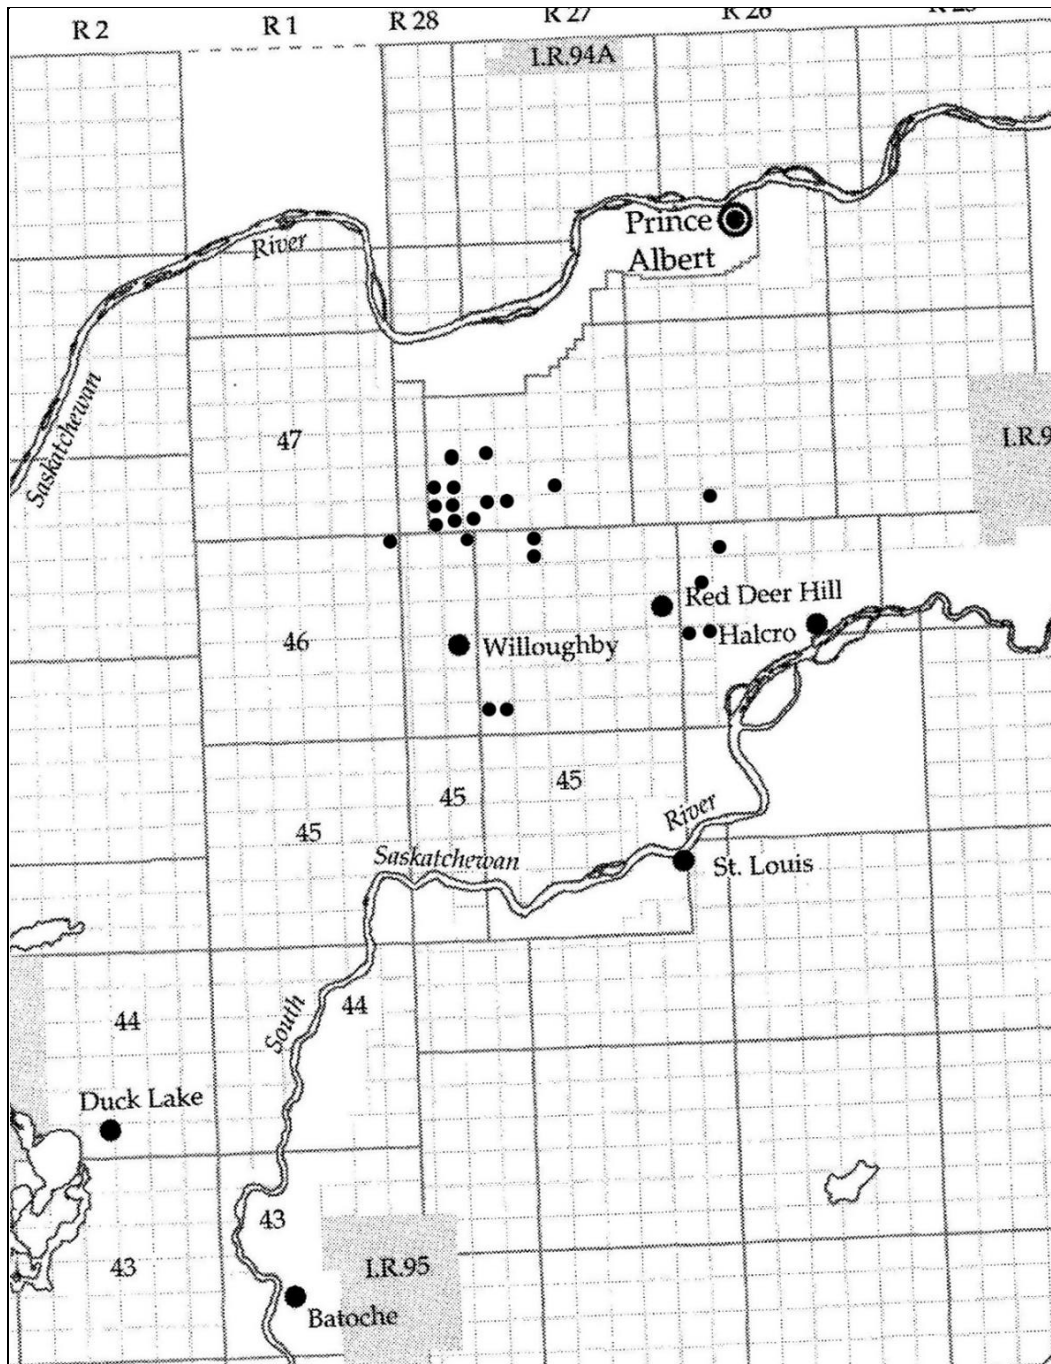 R 2
R 1
R 28
R 27
R 26
I.R.94A
Prince
Albert
River
Saskatchewan
47
Red Deer Hill
Halcro
46
Willoughby
45
45
45
River
Saskatchewan
St. Louis
44
44
South
Duck Lake
43
43
I.R.95
Batoche